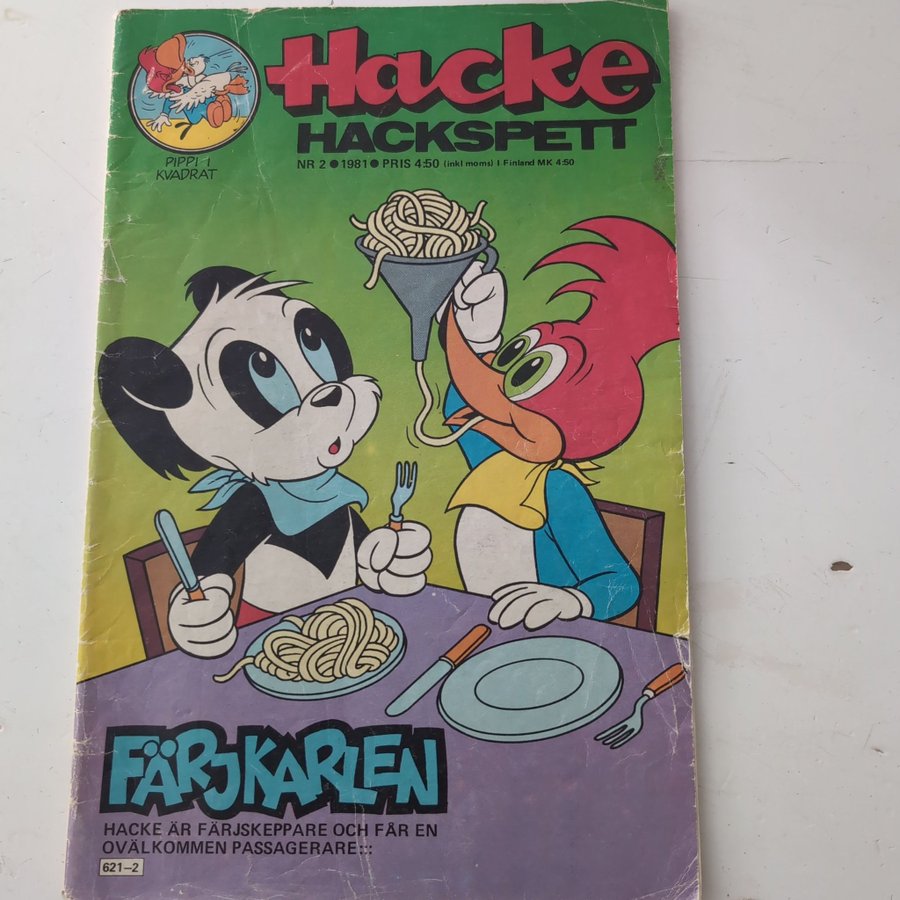 Hacke
HACKSPETT
NR 2 ● 1981 ● PRIS 4:50 (inkl moms) I Finland MK 4:50
PIPPI I
KVADRAT
FÄRJKARLEN
HACKE ÄR FÄRJSKEPPARE OCH FÅR EN
OVÄLKOMMEN PASSAGERARE:::
621-2